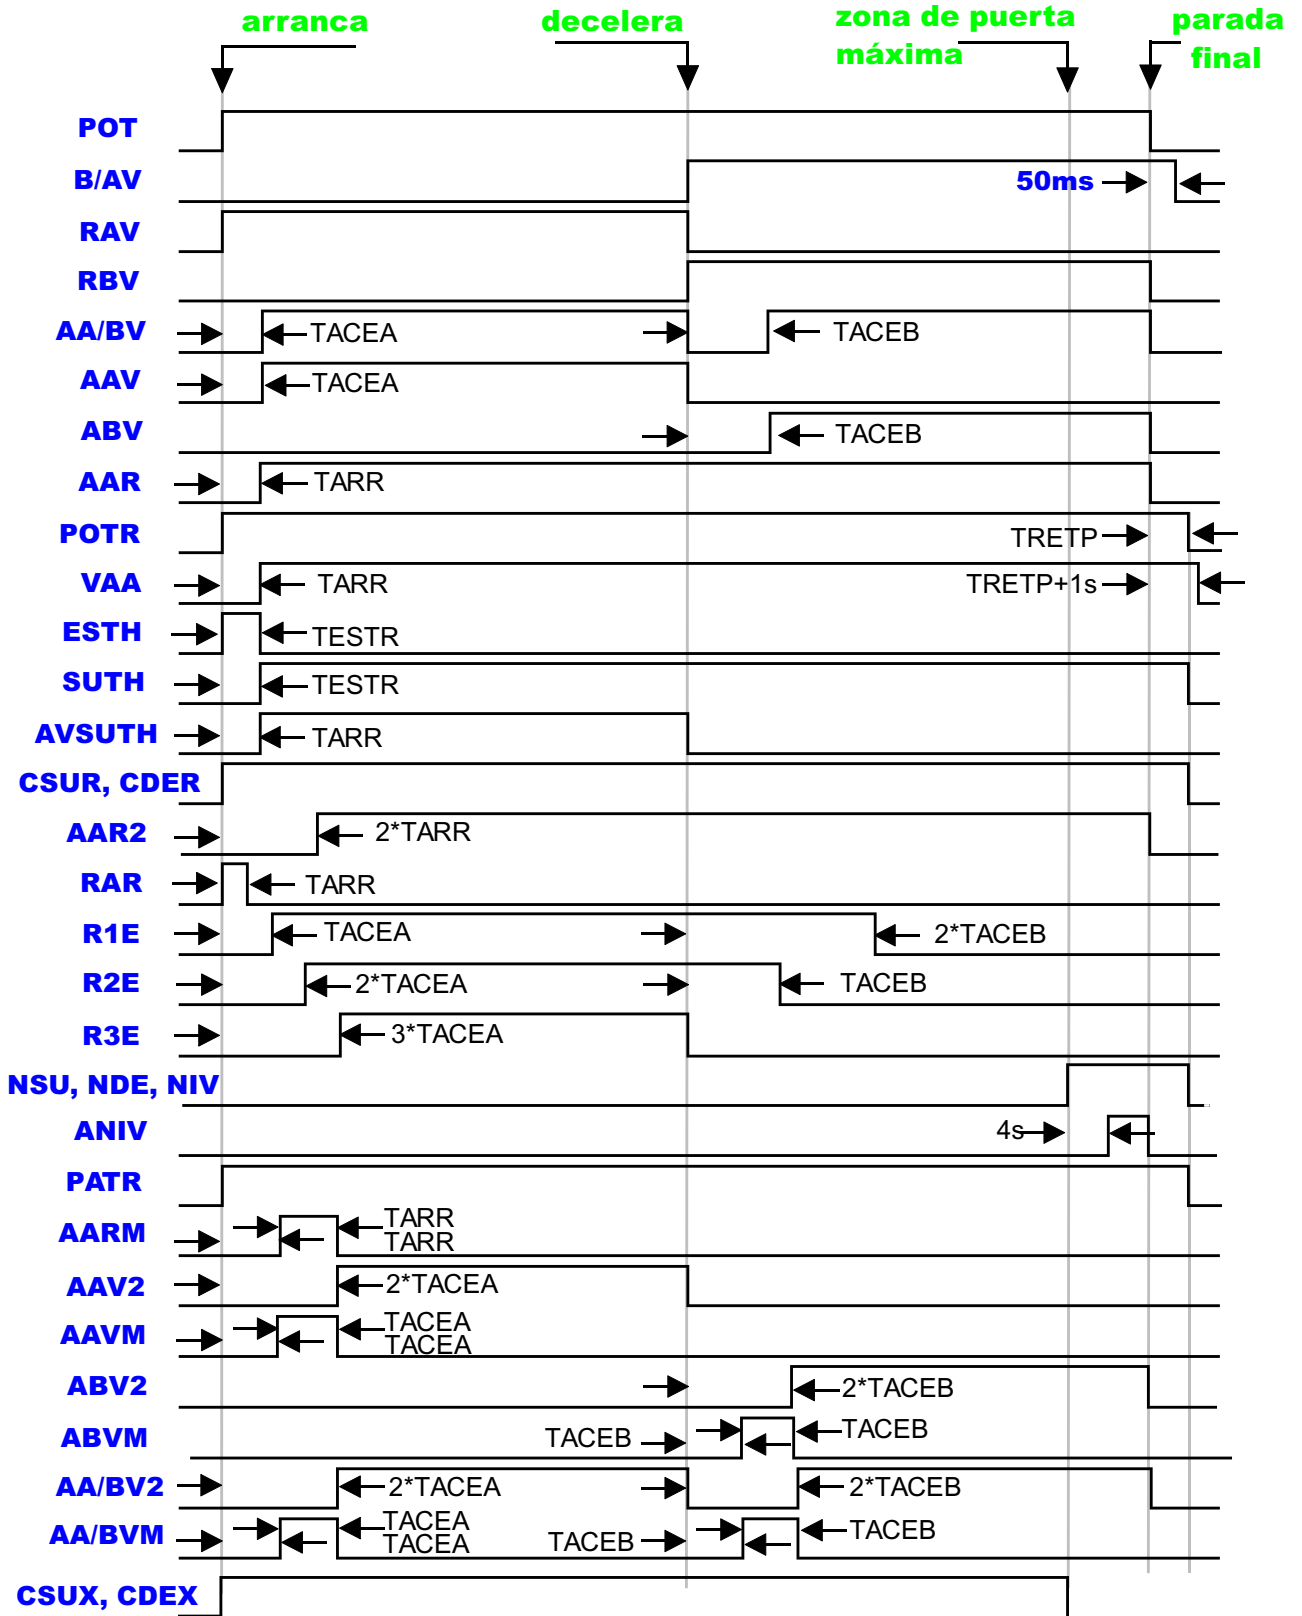 arranca
decelera
zona de puerta
máxima
parada
final
POT
B/AV
50ms
RAV
RBV
AA/BV
TACEA
TACEB
AAV
TACEA
ABV
TACEB
AAR
TARR
POTR
TRETP
VAA
TARR
TRETP+1s
ESTH
TESTR
SUTH
TESTR
AVSUTH
TARR
CSUR, CDER
AAR2
2*TARR
RAR
TARR
R1E
TACEA
2*TACEB
R2E
2*TACEA
TACEB
R3E
3*TACEA
NSU, NDE, NIV
ANIV
4s
PATR
AARM
TARR
TARR
AAV2
2*TACEA
AAVM
TACEA
TACEA
ABV2
2*TACEB
ABVM
TACEB
TACEB
AA/BV2
2*TACEA
2*TACEB
AA/BVM
TACEA
TACEA
TACEB
TACEB
CSUX, CDEX